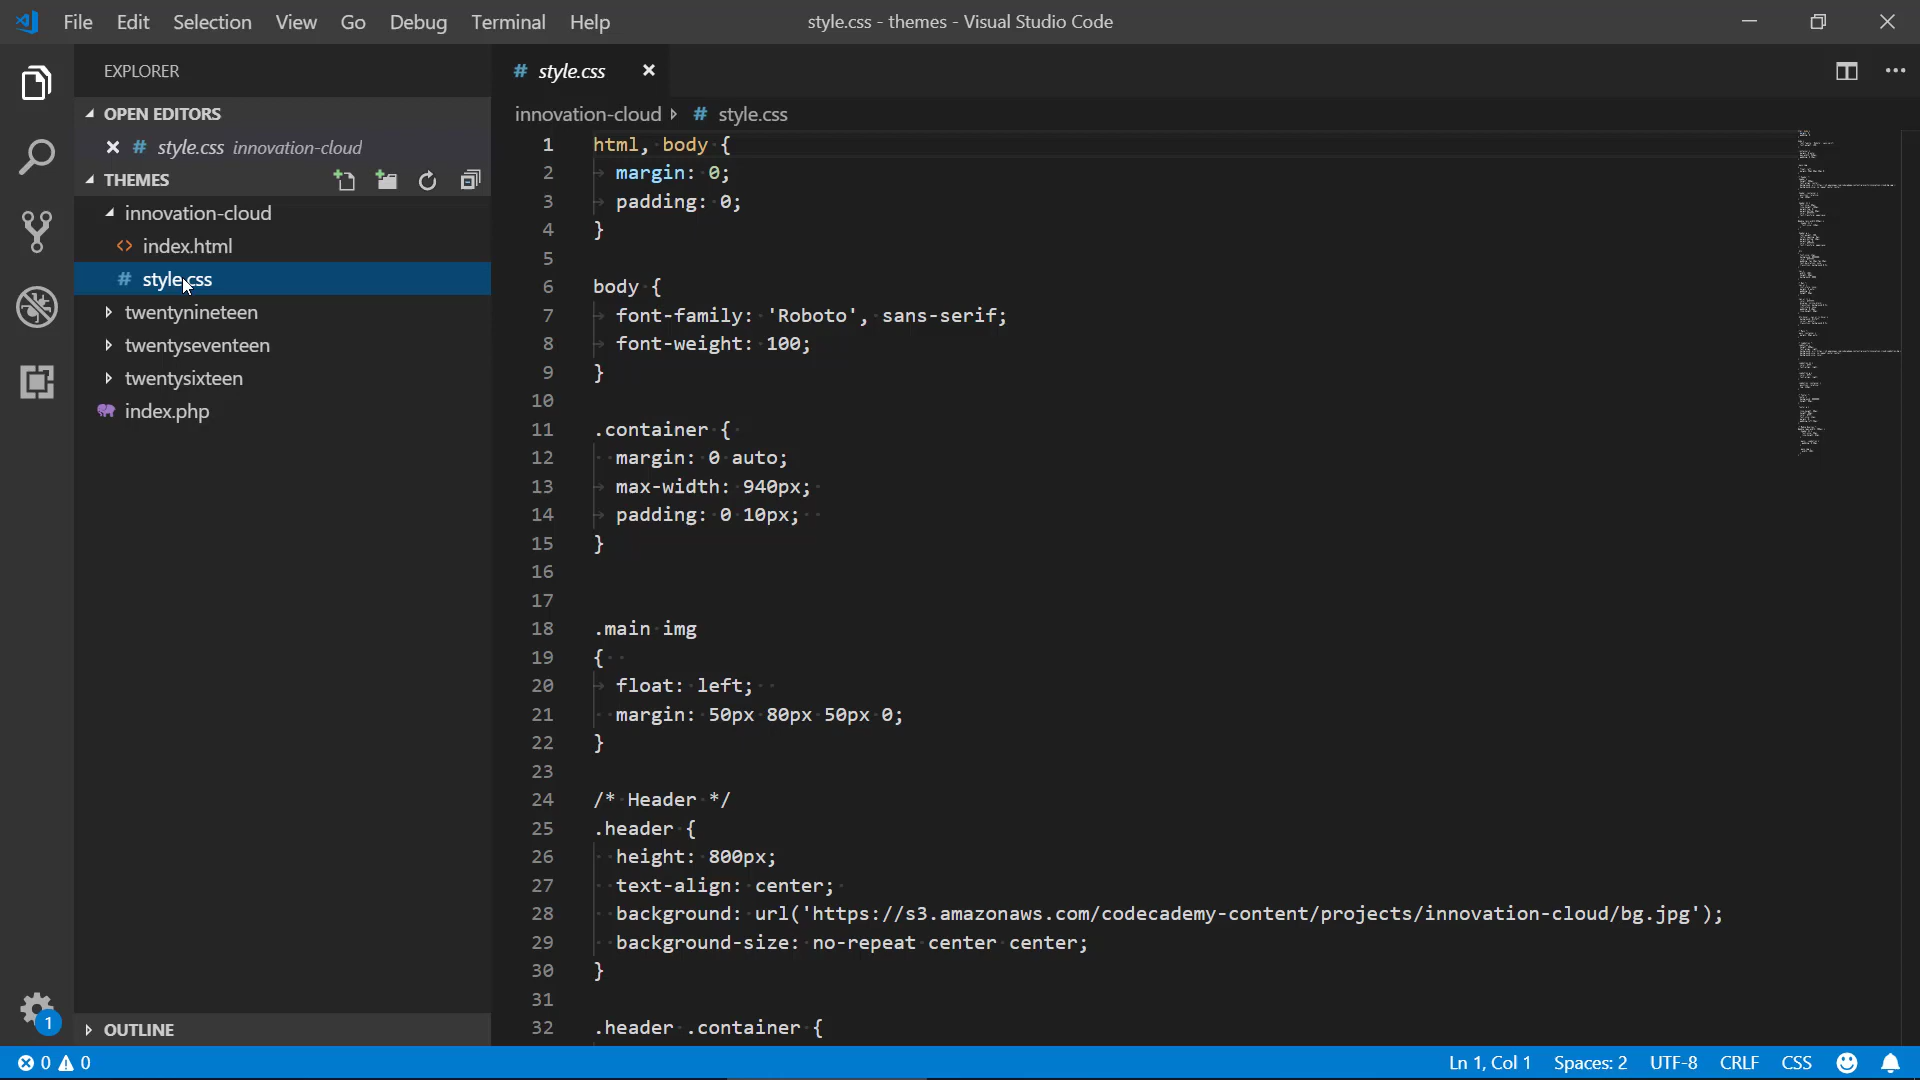 File Edit Selection View Go Debug Terminal Help
style.css - themes - Visual Studio Code
EXPLORER
OPEN EDITORS
style.css innovation-cloud
THEMES
innovation-cloud
<> index.html
# style.css
twentynineteen
twentyseventeen
twentysixteen
index.php
OUTLINE
1
# style.css
innovation-cloud # style.css
1 html, body {
2 margin: 0;
3 padding: 0;
4 }
5
6 body {
7 font-family: 'Roboto', sans-serif;
8 font-weight: 100;
9 }
10
11 .container {
12 margin: 0 auto;
13 max-width: 940px;
14 padding: 0 10px;
15 }
16
17
18 .main img
19 {
20 float: left;
21 margin: 50px 80px 50px 0;
22 }
23
24 /* Header */
25 .header {
26 height: 800px;
27 text-align: center;
28 background: url('https://s3.amazonaws.com/codecademy-content/projects/innovation-cloud/bg.jpg');
29 background-size: no-repeat center center;
30 }
31
32 .header .container {
0 0
Ln 1, Col 1 Spaces: 2 UTF-8 CRLF CSS